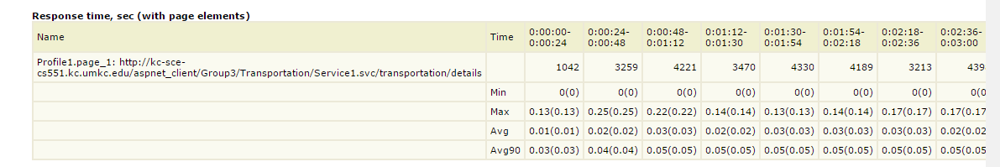 Response time, sec (with page elements)
Name Time 0:00:00- 0:00:24- 0:00:48- 0:01:12- 0:01:30- 0:01:54- 0:02:18- 0:02:36-
0:00:24 0:00:48 0:01:12 0:01:30 0:01:54 0:02:18 0:02:36 0:03:00
Profile1.page_1: http://kc-sce-
cs551.kc.umkc.edu/aspnet_client/Group3/Transportation/Service1.svc/transportation/details 1042 3259 4221 3470 4330 4189 3213 439
Min 0(0) 0(0) 0(0) 0(0) 0(0) 0(0) 0(0) 0(0)
Max 0.13(0.13) 0.25(0.25) 0.22(0.22) 0.14(0.14) 0.13(0.13) 0.14(0.14) 0.17(0.17) 0.17(0.17
Avg 0.01(0.01) 0.02(0.02) 0.03(0.03) 0.02(0.02) 0.03(0.03) 0.03(0.03) 0.03(0.03) 0.02(0.02
Avg90 0.03(0.03) 0.04(0.04) 0.05(0.05) 0.05(0.05) 0.05(0.05) 0.05(0.05) 0.05(0.05) 0.05(0.05